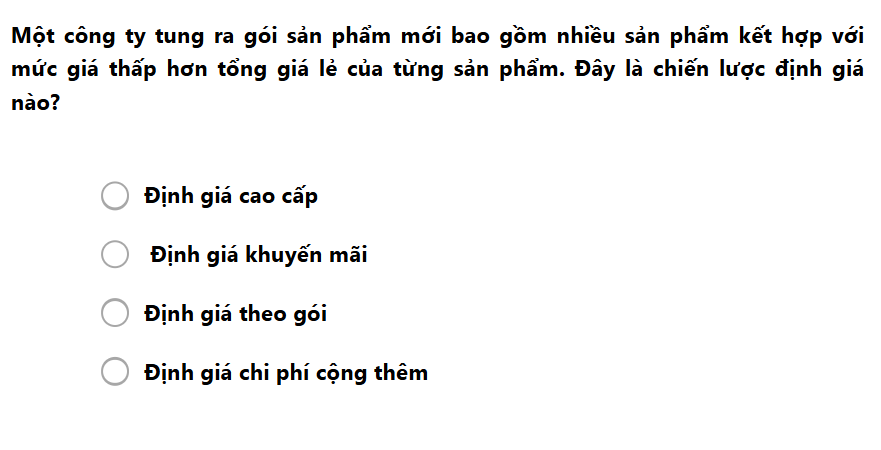 Một công ty tung ra gói sản phẩm mới bao gồm nhiều sản phẩm kết hợp với
mức giá thấp hơn tổng giá lẻ của từng sản phẩm. Đây là chiến lược định giá
nào?
Định giá cao cấp
Định giá khuyến mãi
Định giá theo gói
Định giá chi phí cộng thêm